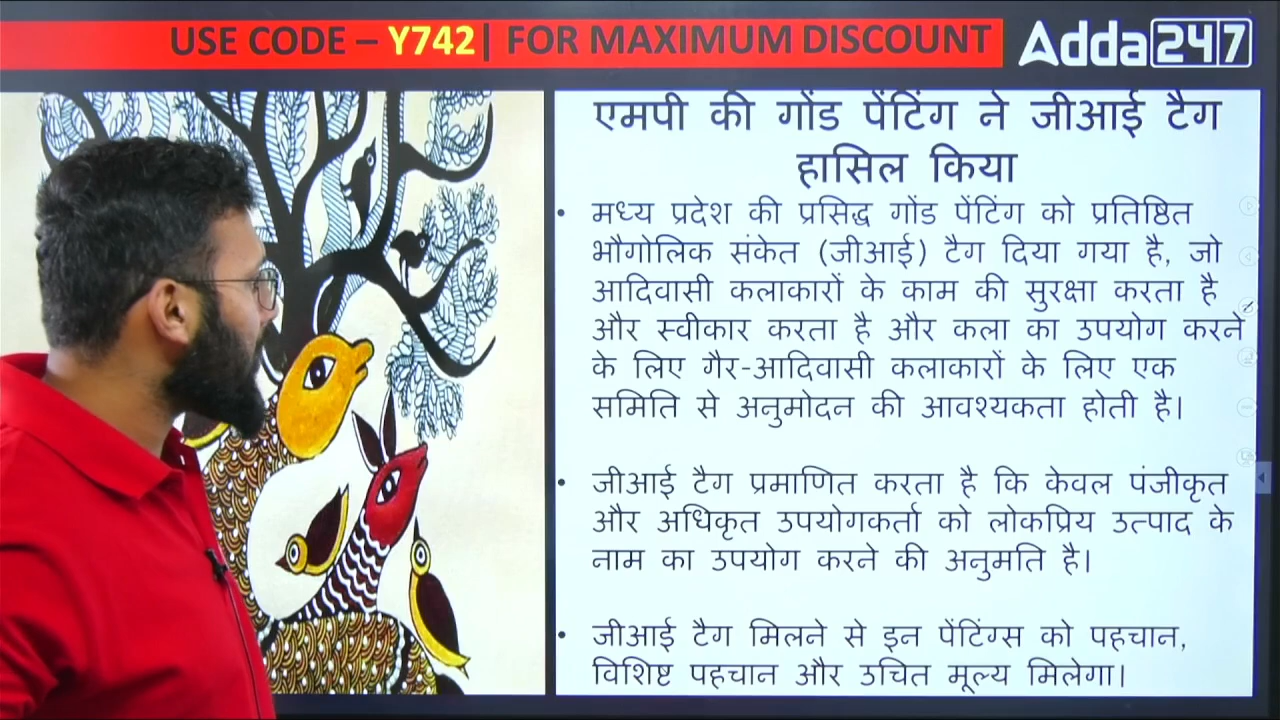 USE CODE – Y742| FOR MAXIMUM DISCOUNT
Adda247
एमपी की गोंड पेंटिंग ने जीआई टैग
हासिल किया
• मध्य प्रदेश की प्रसिद्ध गोंड पेंटिंग को प्रतिष्ठित
भौगोलिक संकेत (जीआई) टैग दिया गया है, जो
आदिवासी कलाकारों के काम की सुरक्षा करता है
और स्वीकार करता है और कला का उपयोग करने
के लिए गैर-आदिवासी कलाकारों के लिए एक
समिति से अनुमोदन की आवश्यकता होती है।
• जीआई टैग प्रमाणित करता है कि केवल पंजीकृत
और अधिकृत उपयोगकर्ता को लोकप्रिय उत्पाद के
नाम का उपयोग करने की अनुमति है।
• जीआई टैग मिलने से इन पेंटिंग्स को पहचान,
विशिष्ट पहचान और उचित मूल्य मिलेगा।